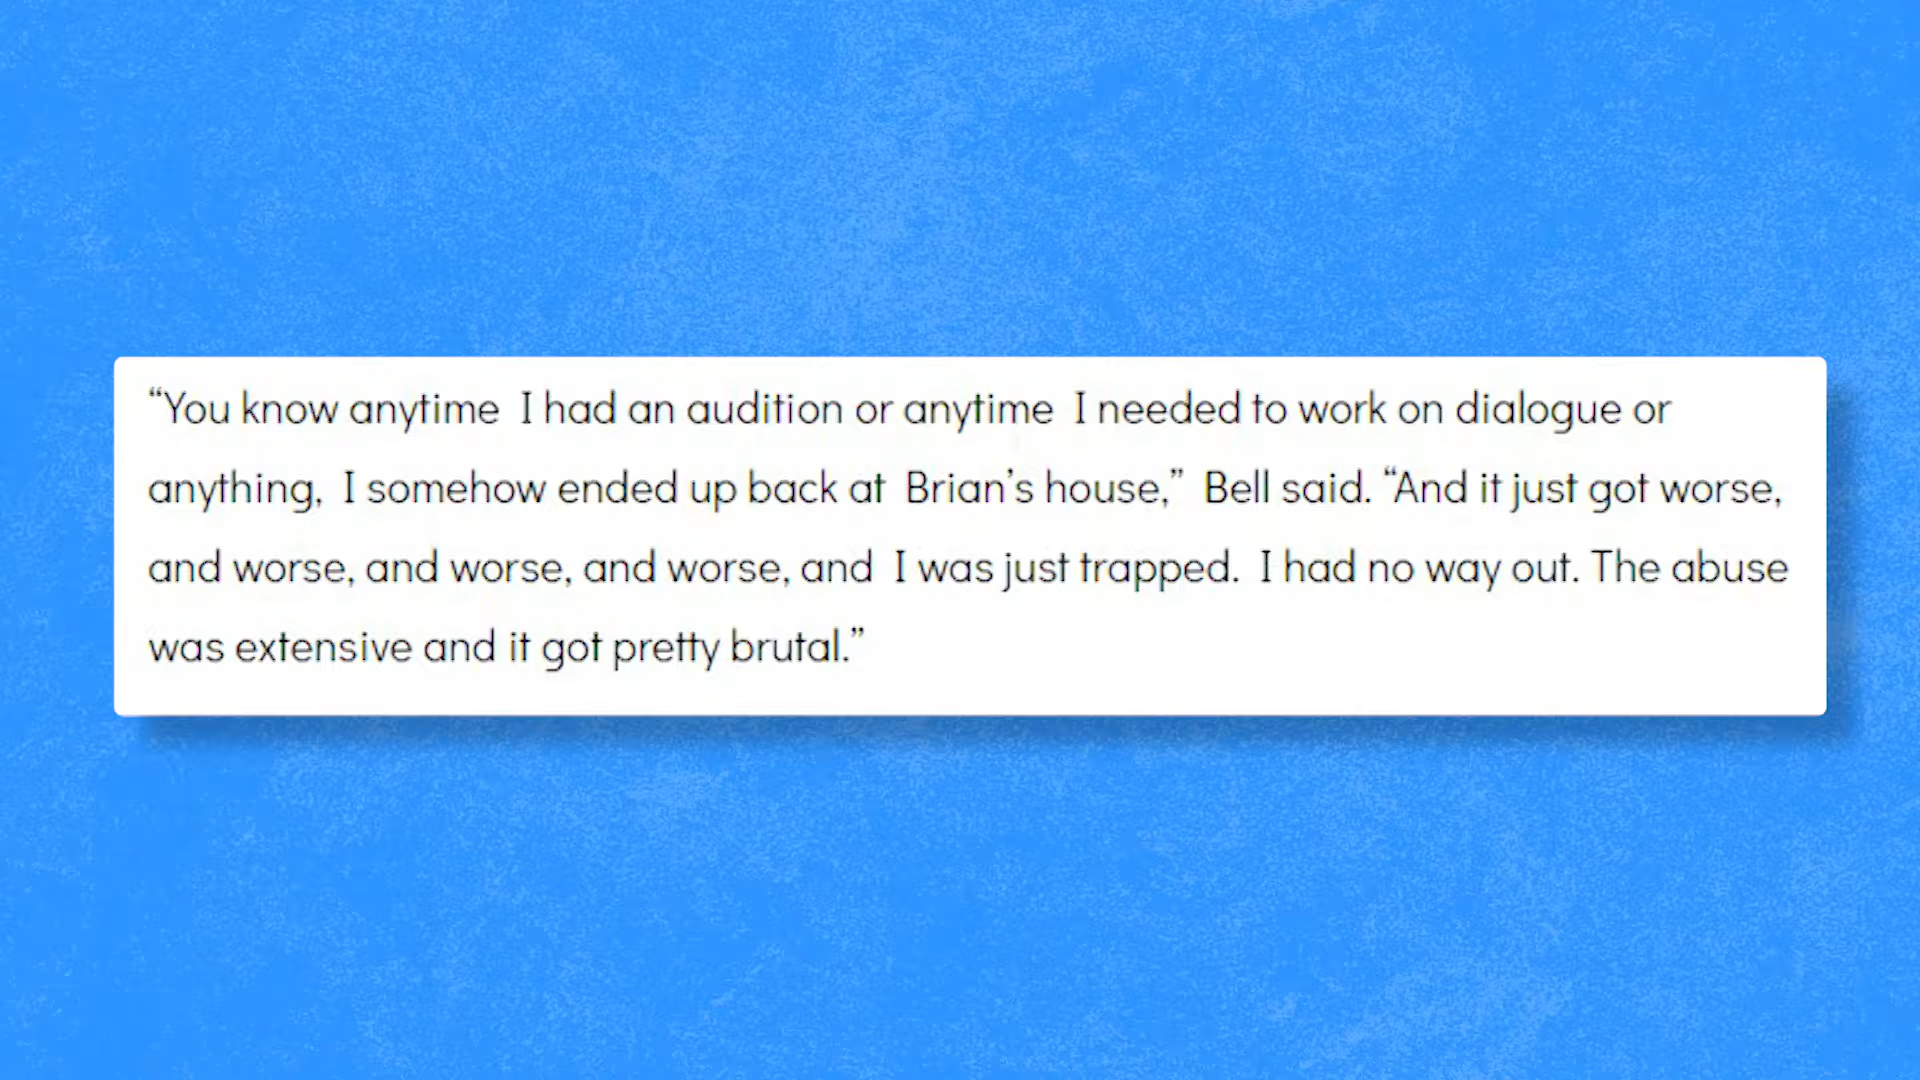 “You know anytime I had an audition or anytime I needed to work on dialogue or
anything, I somehow ended up back at Brian’s house,” Bell said. “And it just got worse,
and worse, and worse, and worse, and I was just trapped. I had no way out. The abuse
was extensive and it got pretty brutal.”